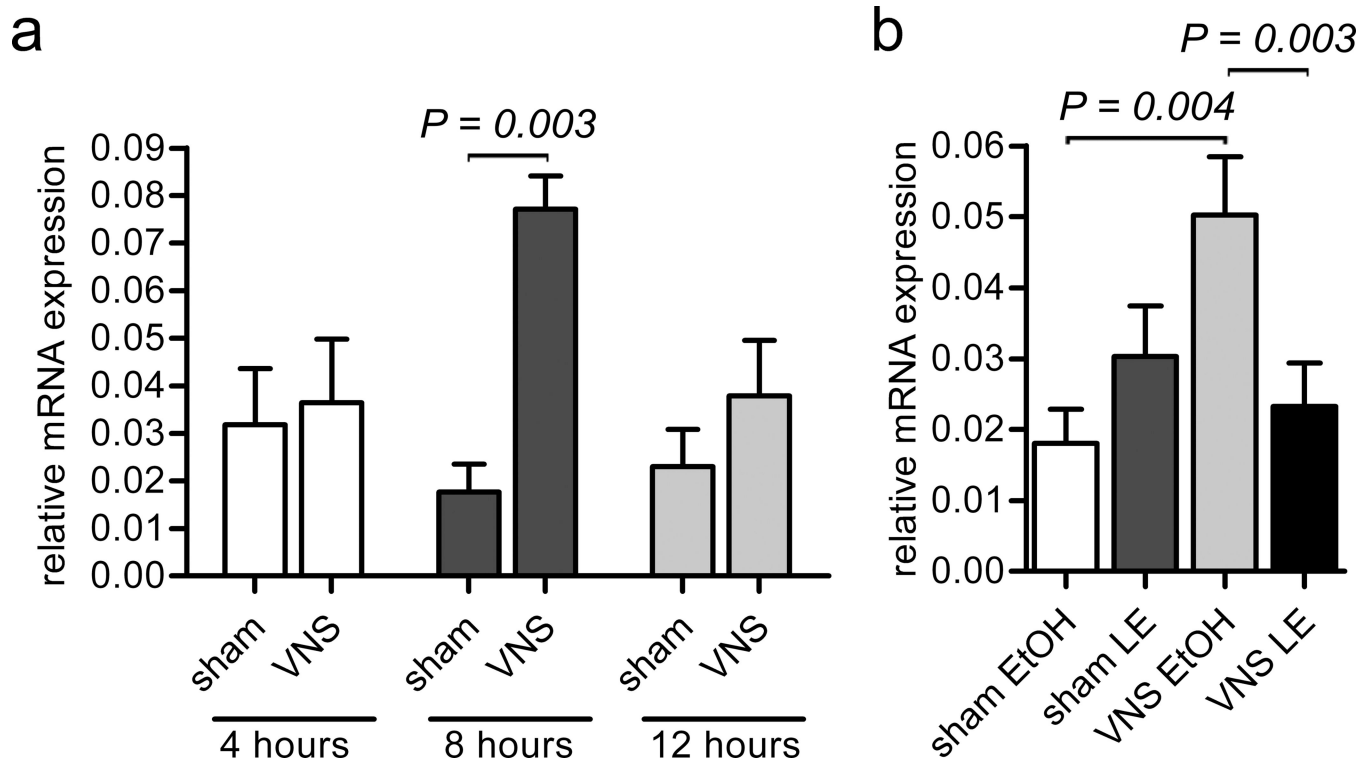 a
P = 0.003
relative mRNA expression
0.09
0.08
0.07
0.06
0.05
0.04
0.03
0.02
0.01
0.00
sham
VNS
sham
VNS
sham
VNS
4 hours
8 hours
12 hours
b
P = 0.003
P = 0.004
relative mRNA expression
0.06
0.05
0.04
0.03
0.02
0.01
0.00
sham EtOH
sham LE
VNS EtOH
VNS LE